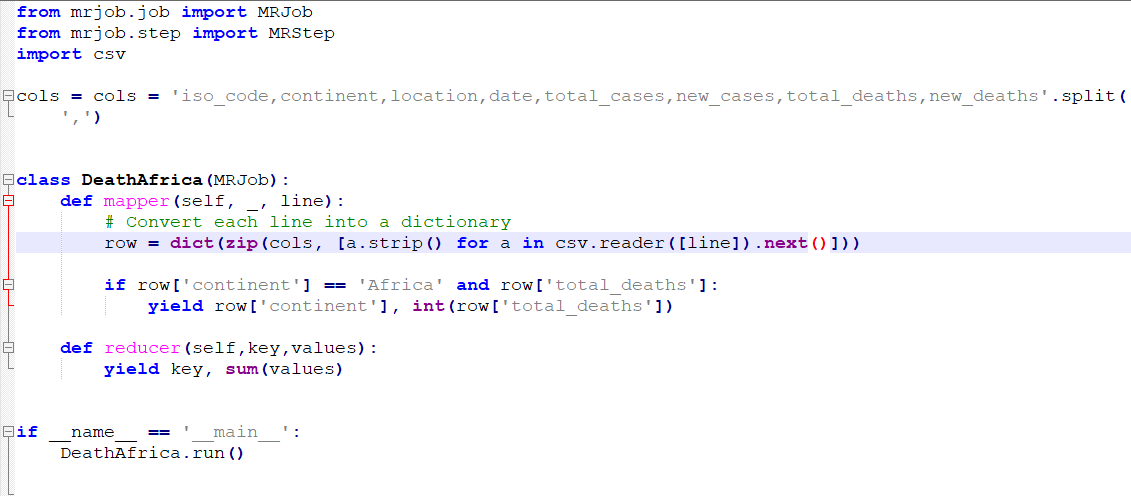 from mrjob.job import MRJob
from mrjob.step import MRStep
import csv

cols = cols = 'iso_code,continent,location,date,total_cases,new_cases,total_deaths,new_deaths'.split(
    ',')


class DeathAfrica(MRJob):
    def mapper(self, _, line):
        # Convert each line into a dictionary
        row = dict(zip(cols, [a.strip() for a in csv.reader([line]).next()]))

        if row['continent'] == 'Africa' and row['total_deaths']:
            yield row['continent'], int(row['total_deaths'])

    def reducer(self,key,values):
        yield key, sum(values)


if __name__ == '__main__':
    DeathAfrica.run()